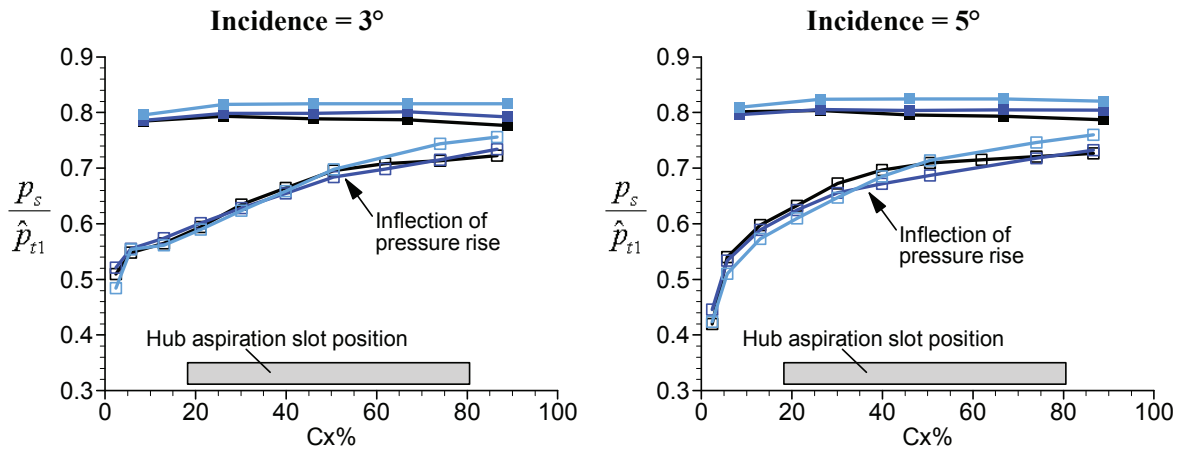 Incidence = 3°
0.9
0.8
0.7
0.6
0.5
0.4
0.3
p_s
p̂_t1
Inflection of
pressure rise
Hub aspiration slot position
0 20 40 60 80 100
Cx%
Incidence = 5°
0.9
0.8
0.7
0.6
0.5
0.4
0.3
p_s
p̂_t1
Inflection of
pressure rise
Hub aspiration slot position
0 20 40 60 80 100
Cx%